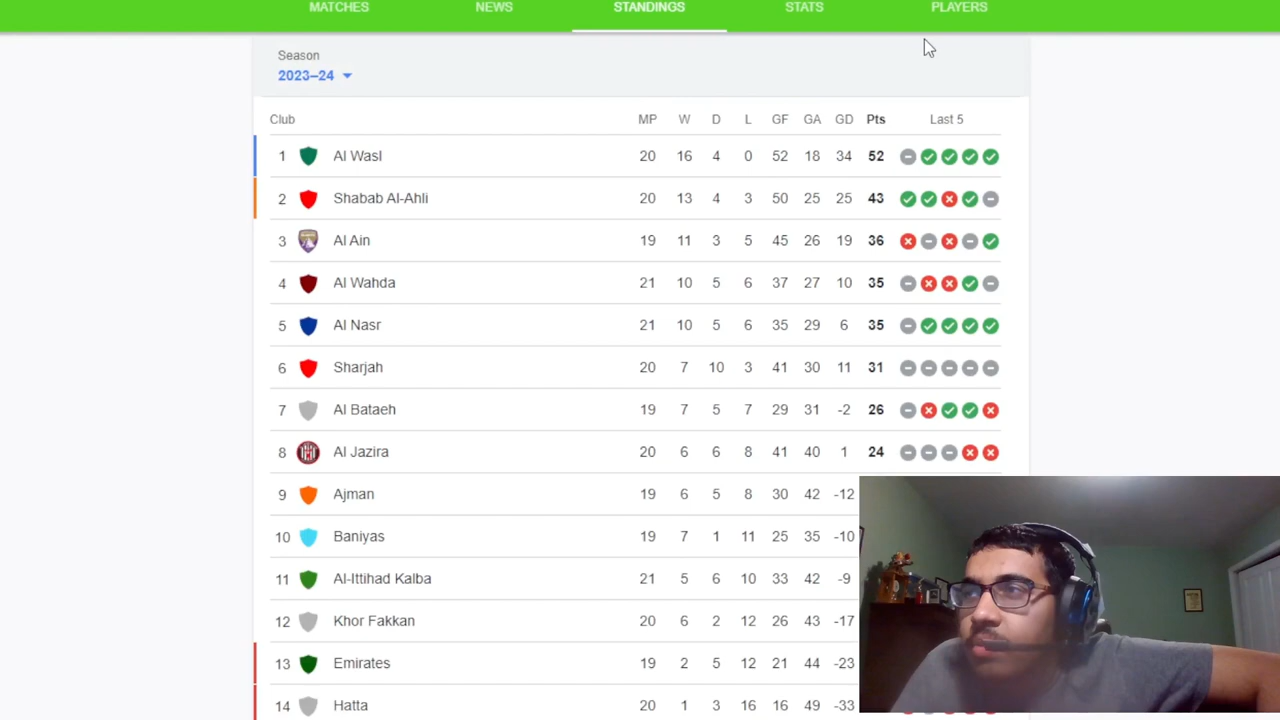 MATCHES NEWS STANDINGS STATS PLAYERS
Season
2023–24
Club MP W D L GF GA GD Pts Last 5
1 Al Wasl 20 16 4 0 52 18 34 52
2 Shabab Al-Ahli 20 13 4 3 50 25 25 43
3 Al Ain 19 11 3 5 45 26 19 36
4 Al Wahda 21 10 5 6 37 27 10 35
5 Al Nasr 21 10 5 6 35 29 6 35
6 Sharjah 20 7 10 3 41 30 11 31
7 Al Bataeh 19 7 5 7 29 31 -2 26
8 Al Jazira 20 6 6 8 41 40 1 24
9 Ajman 19 6 5 8 30 42 -12
10 Baniyas 19 7 1 11 25 35 -10
11 Al-Ittihad Kalba 21 5 6 10 33 42 -9
12 Khor Fakkan 20 6 2 12 26 43 -17
13 Emirates 19 2 5 12 21 44 -23
14 Hatta 20 1 3 16 16 49 -33